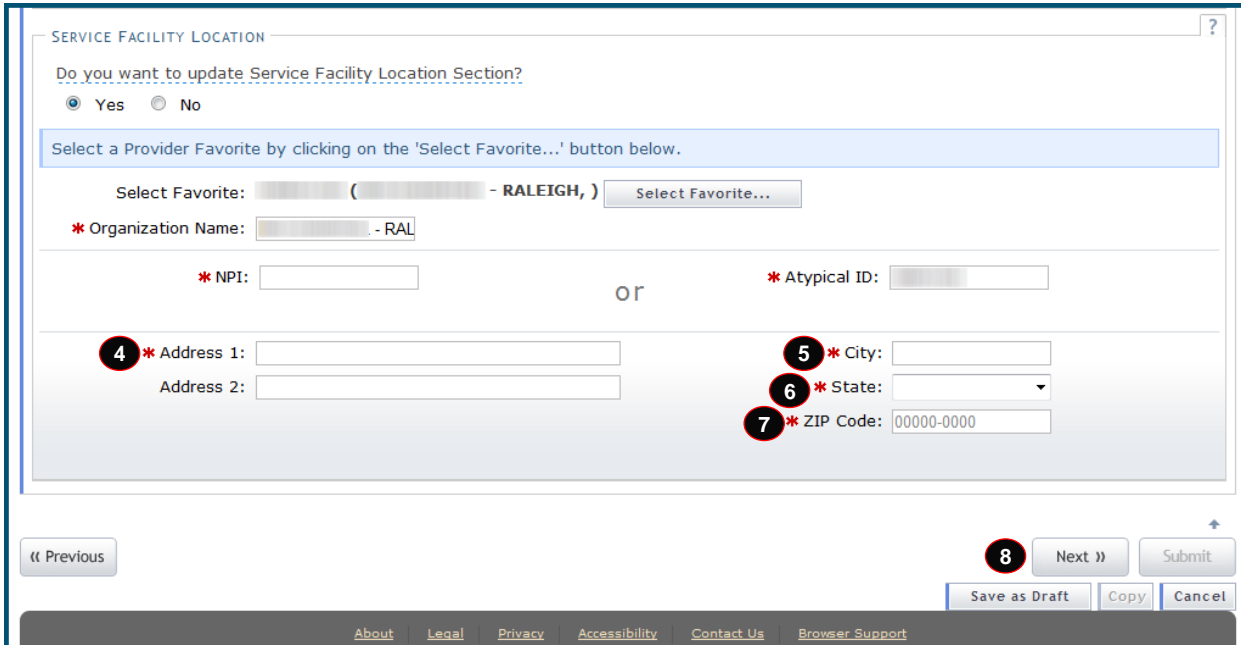 ?
SERVICE FACILITY LOCATION
Do you want to update Service Facility Location Section?
Yes No
Select a Provider Favorite by clicking on the 'Select Favorite...' button below.
Select Favorite: ( - RALEIGH, ) Select Favorite...
* Organization Name: . - RAL
* NPI: or * Atypical ID:
4 * Address 1: 5 * City:
Address 2: 6 * State:
7 * ZIP Code: 00000-0000
« Previous 8 Next » Submit
Save as Draft Copy Cancel
About Legal Privacy Accessibility Contact Us Browser Support